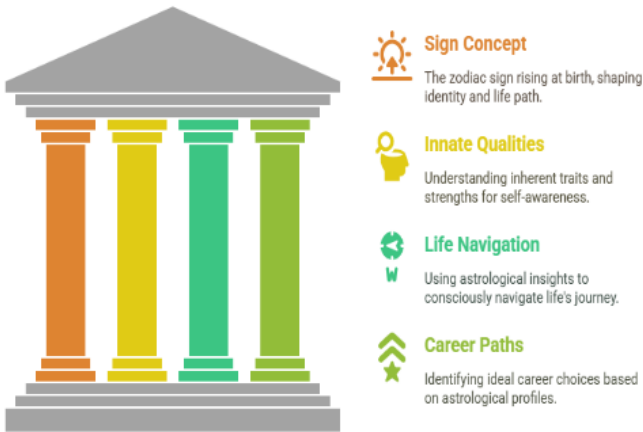 Sign Concept
The zodiac sign rising at birth, shaping
identity and life path.
Innate Qualities
Understanding inherent traits and
strengths for self-awareness.
W
Life Navigation
Using astrological insights to
consciously navigate life's journey.
Career Paths
Identifying ideal career choices based
on astrological profiles.